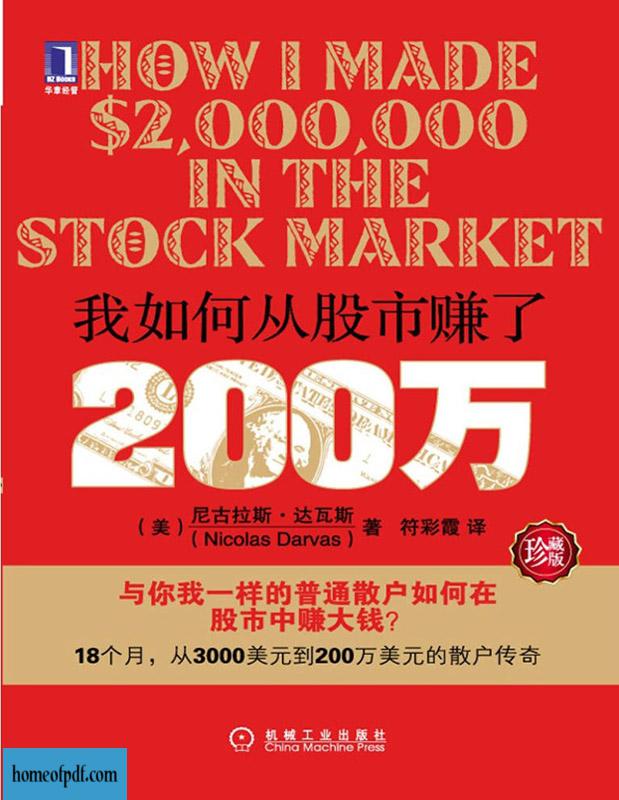 HZ Books
华章经管
HOW I MADE
$2,000,000
IN THE
STOCK MARKET
我如何从股市赚了
200万
（美）尼古拉斯·达瓦斯 著 符彩霞 译
（Nicolas Darvas）
珍藏版
与你我一样的普通散户如何在
股市中赚大钱？
18个月，从3000美元到200万美元的散户传奇
机械工业出版社
China Machine Press
homeofpdf.com